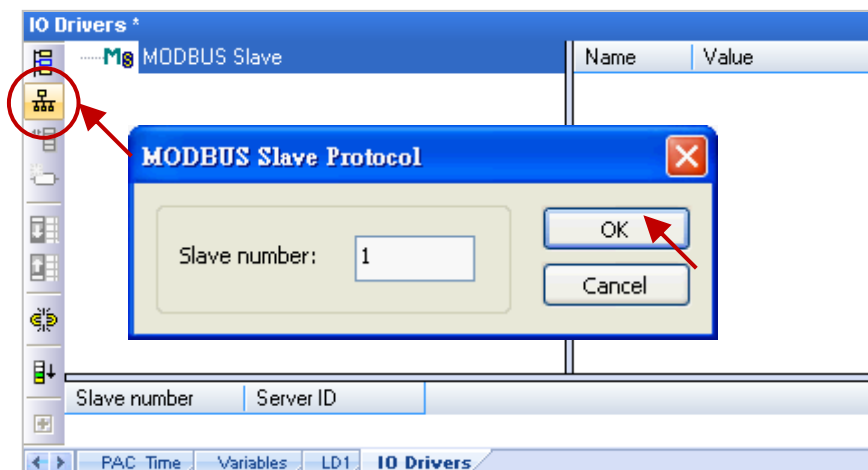 IO Drivers *
MS MODBUS Slave
Name Value
MODBUS Slave Protocol
Slave number: 1
OK
Cancel
Slave number Server ID
PAC_Time Variables LD1 IO Drivers